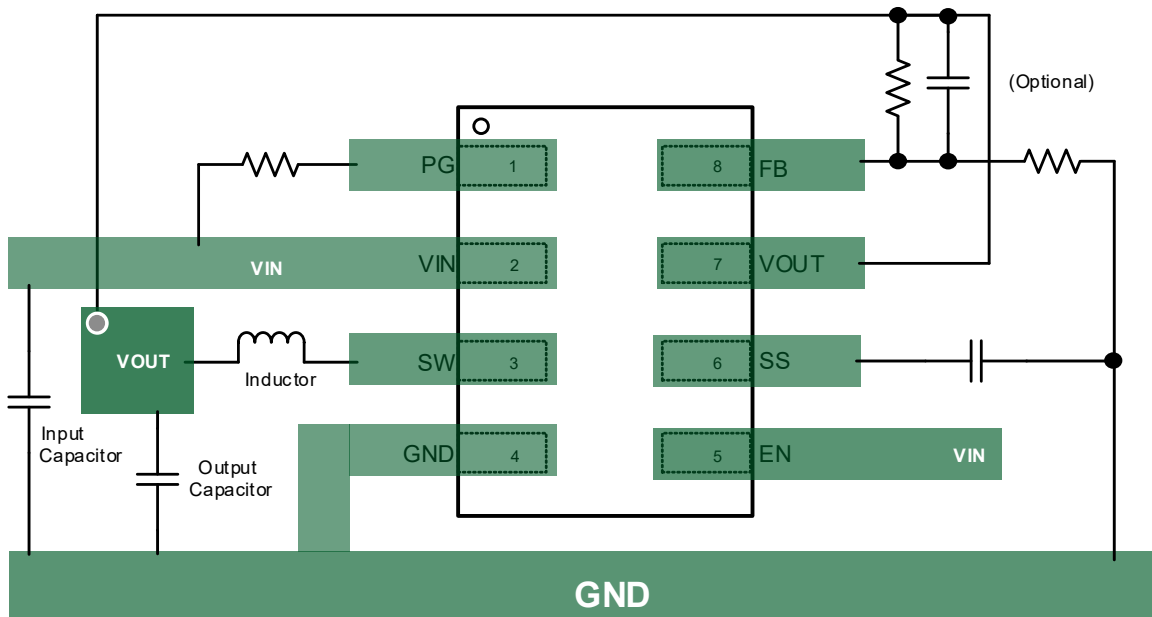 (Optional)
PG 1 8 FB
VIN VIN 2 7 VOUT
VOUT SW 3 6 SS
Inductor
Input
Capacitor
GND 4 5 EN VIN
Output
Capacitor
GND